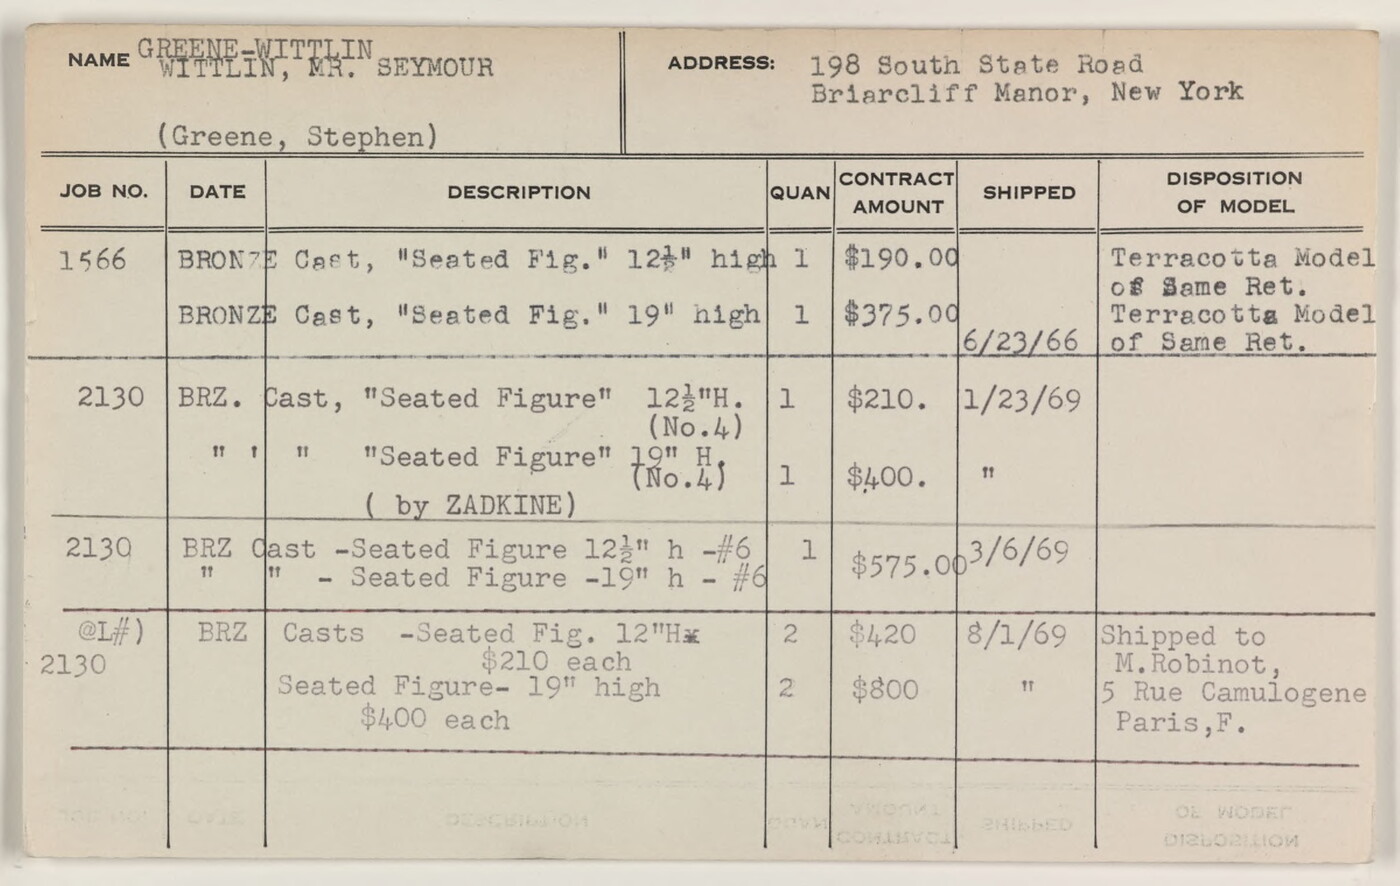 NAME GREENE-WITTLIN
WITTLIN, MR. SEYMOUR
(Greene, Stephen)
ADDRESS: 198 South State Road
Briarcliff Manor, New York
JOB NO. DATE DESCRIPTION QUAN CONTRACT AMOUNT SHIPPED DISPOSITION OF MODEL
1566 BRONZE Cast, "Seated Fig." 12½" high 1 $190.00 Terracotta Model
of Same Ret.
BRONZE Cast, "Seated Fig." 19" high 1 $375.00 Terracotta Model
6/23/66 of Same Ret.
2130 BRZ. Cast, "Seated Figure" 12½"H. 1 $210. 1/23/69
(No.4)
" ' " "Seated Figure" 19" H.
(No.4) 1 $400. "
( by ZADKINE)
2130 BRZ Cast -Seated Figure 12½" h -#6 1 $575.00 3/6/69
" " - Seated Figure -19" h - #6
@L#) BRZ Casts -Seated Fig. 12"Hx 2 $420 8/1/69 Shipped to
2130 $210 each M.Robinot,
Seated Figure- 19" high 2 $800 " 5 Rue Camulogene
$400 each Paris,F.